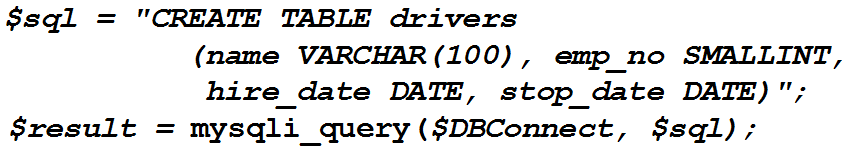 $sql = "CREATE TABLE drivers
(name VARCHAR(100), emp_no SMALLINT,
hire_date DATE, stop_date DATE)";
$result = mysqli_query($DBConnect, $sql);